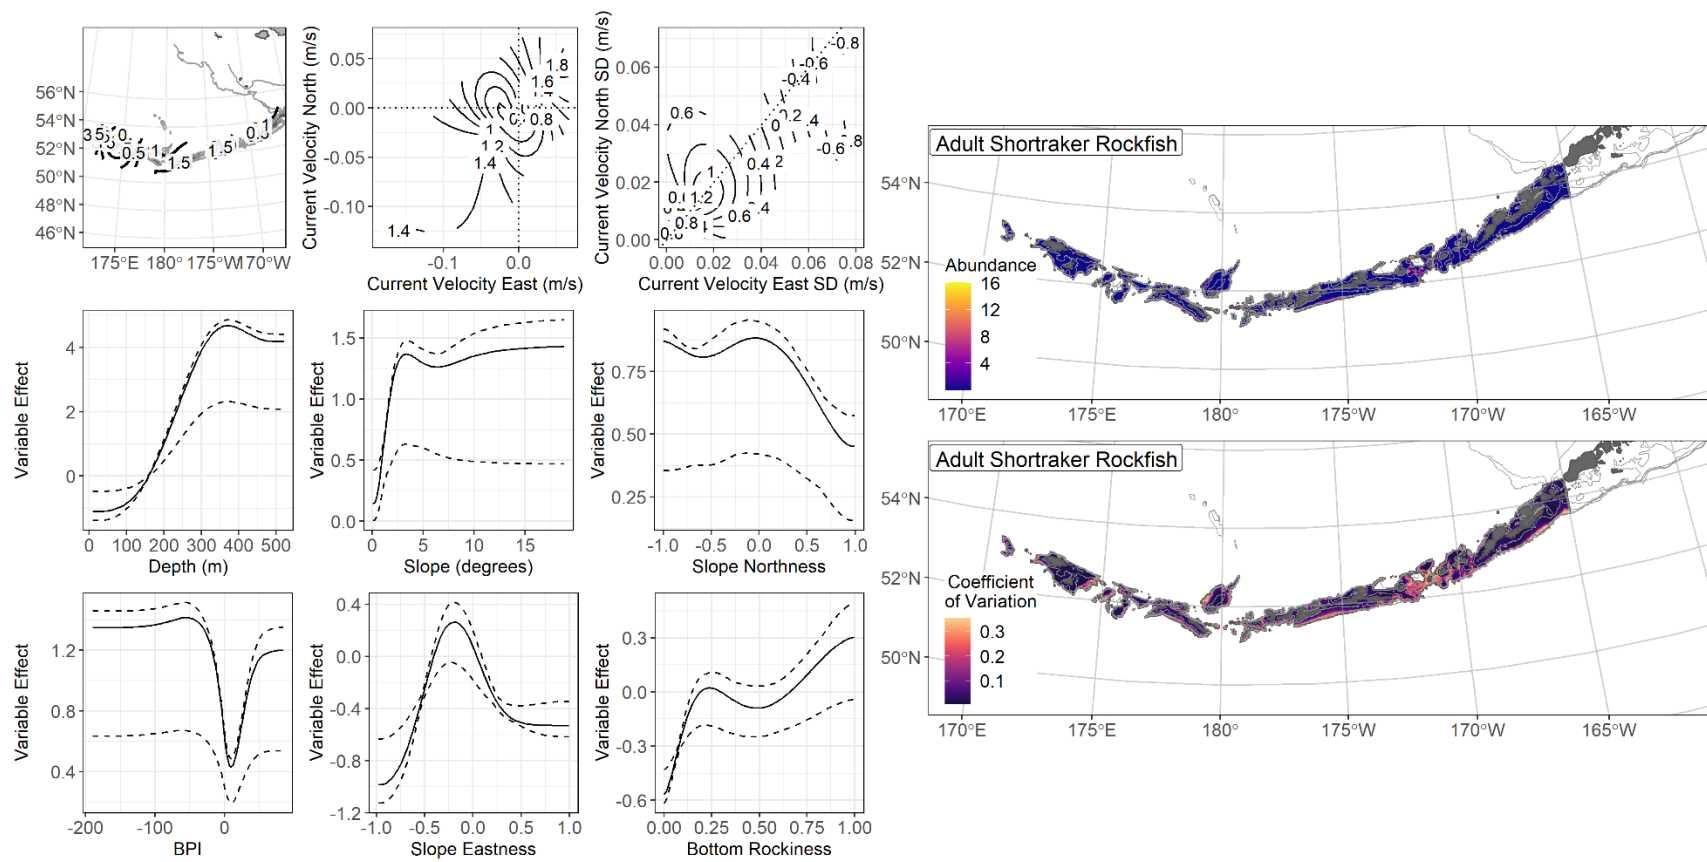 56°N
54°N
52°N
50°N
48°N
46°N
175°E 180° 175°W 170°W
0.5
1
1.5
1.5
0.1
Current Velocity North (m/s)
0.05
0.00
-0.05
-0.10
-0.1
0.0
Current Velocity East (m/s)
1.8
1.6
0.8
1
1.2
1.4
1.4
Current Velocity North SD (m/s)
0.06
0.04
0.02
0.00
0.00 0.02 0.04 0.06 0.08
Current Velocity East SD (m/s)
-0.8
-0.6
-0.4
0.6
0.4
1
1.2
0.6
0.8
-0.6
Variable Effect
4
2
0
0 100 200 300 400 500
Depth (m)
Variable Effect
1.5
1.0
0.5
0.0
0 5 10 15
Slope (degrees)
Variable Effect
0.75
0.50
0.25
-1.0 -0.5 0.0 0.5 1.0
Slope Northness
Variable Effect
1.2
0.8
0.4
-200 -100 0
BPI
Variable Effect
0.4
0.0
-0.4
-0.8
-1.2
-1.0 -0.5 0.0 0.5 1.0
Slope Eastness
Variable Effect
0.3
0.0
-0.3
-0.6
0.00 0.25 0.50 0.75 1.00
Bottom Rockiness
Adult Shortraker Rockfish
54°N
52°N
50°N
Abundance
16
12
8
4
170°E 175°E 180° 175°W 170°W 165°W
Adult Shortraker Rockfish
54°N
52°N
50°N
Coefficient
of Variation
0.3
0.2
0.1
170°E 175°E 180° 175°W 170°W 165°W